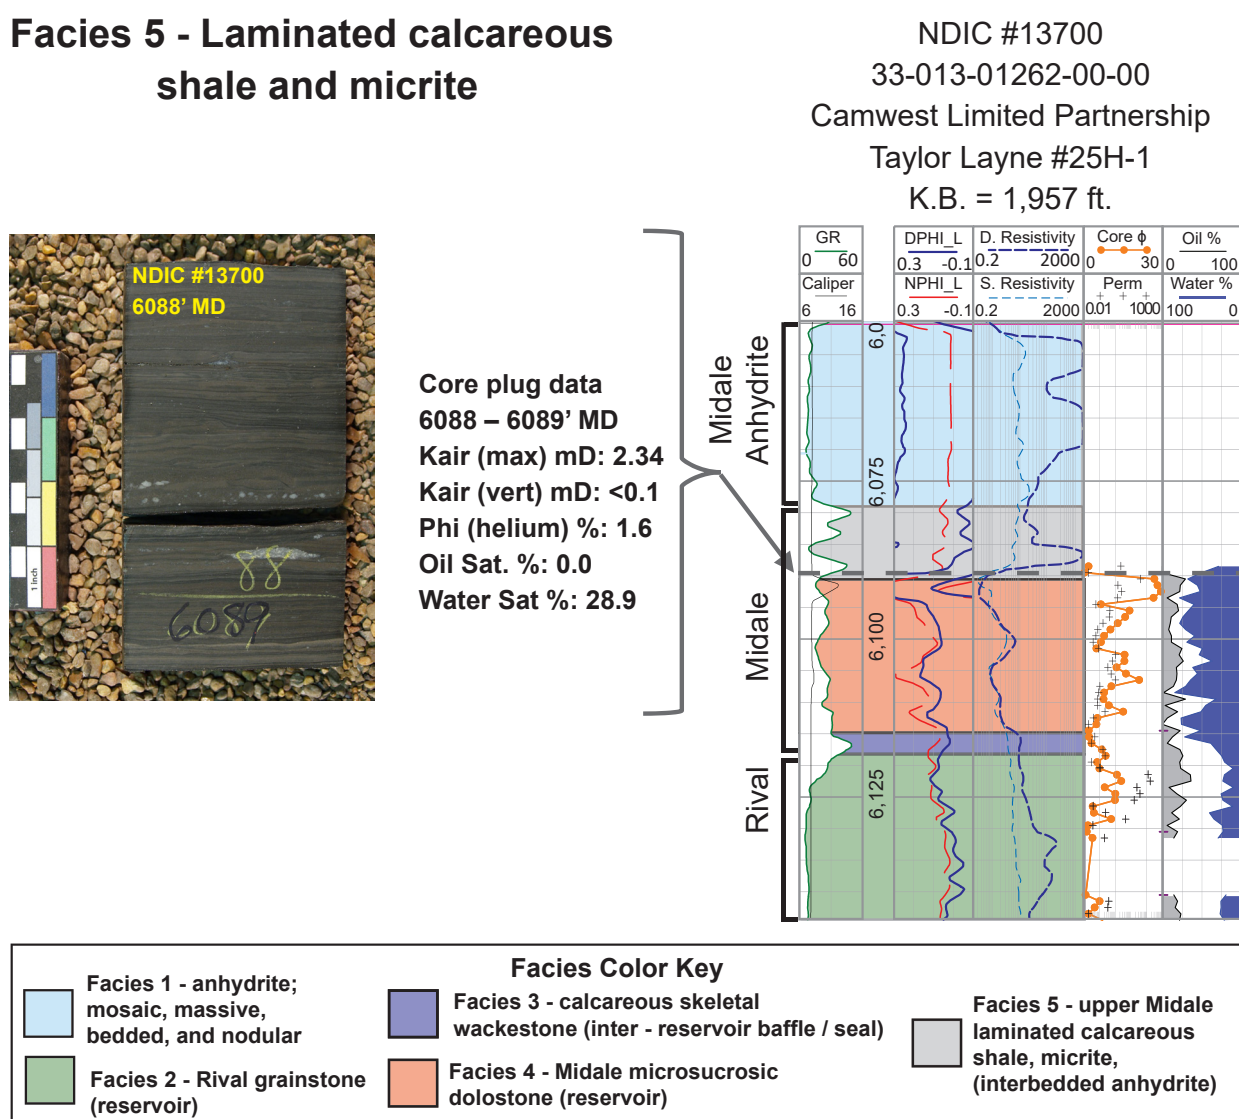 Facies 5 - Laminated calcareous
shale and micrite
NDIC #13700
33-013-01262-00-00
Camwest Limited Partnership
Taylor Layne #25H-1
K.B. = 1,957 ft.
NDIC #13700
6088' MD
1 Inch
88
6089
Core plug data
6088 – 6089' MD
Kair (max) mD: 2.34
Kair (vert) mD: <0.1
Phi (helium) %: 1.6
Oil Sat. %: 0.0
Water Sat %: 28.9
GR
0 60
Caliper
6 16
DPHI_L
0.3 -0.1
NPHI_L
0.3 -0.1
D. Resistivity
0.2 2000
S. Resistivity
0.2 2000
Core ϕ
0 30
Perm
0.01 1000
Oil %
0 100
Water %
100 0
Midale
Anhydrite
Midale
Rival
6,0
6,075
6,100
6,125
Facies Color Key
Facies 1 - anhydrite;
mosaic, massive,
bedded, and nodular
Facies 2 - Rival grainstone
(reservoir)
Facies 3 - calcareous skeletal
wackestone (inter - reservoir baffle / seal)
Facies 4 - Midale microsucrosic
dolostone (reservoir)
Facies 5 - upper Midale
laminated calcareous
shale, micrite,
(interbedded anhydrite)